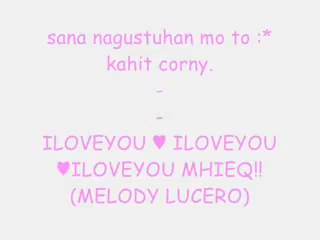 sana nagustuhan mo to :*
kahit corny.
-
-
ILOVEYOU ♥ ILOVEYOU
♥ILOVEYOU MHIEQ!!
(MELODY LUCERO)